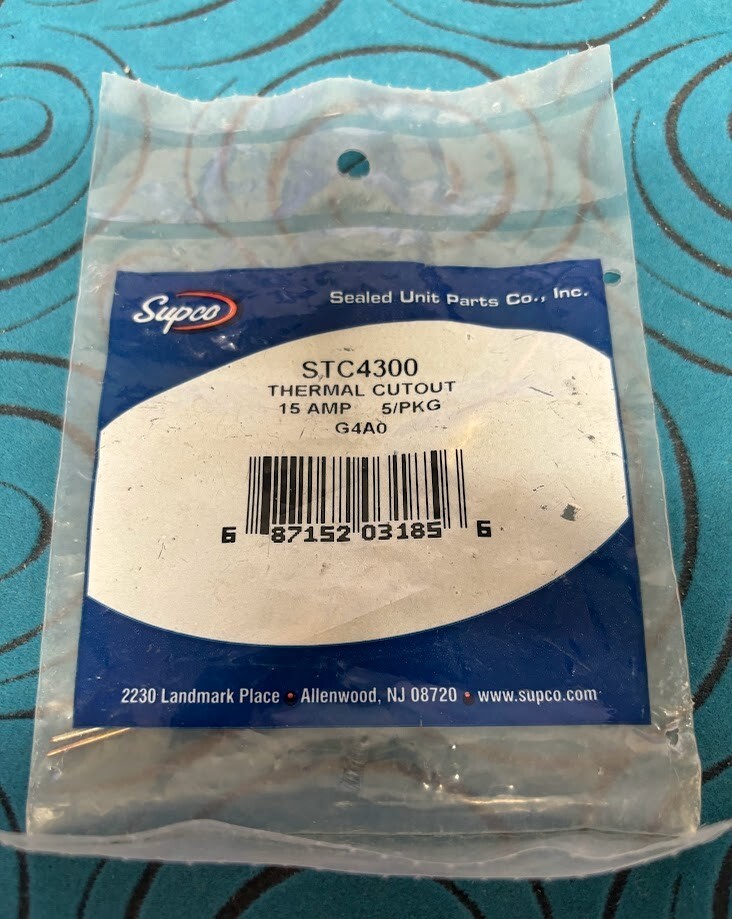 Supco
Sealed Unit Parts Co., Inc.
STC4300
THERMAL CUTOUT
15 AMP 5/PKG
G4A0
6 87152 03185 6
2230 Landmark Place • Allenwood, NJ 08720 • www.supco.com